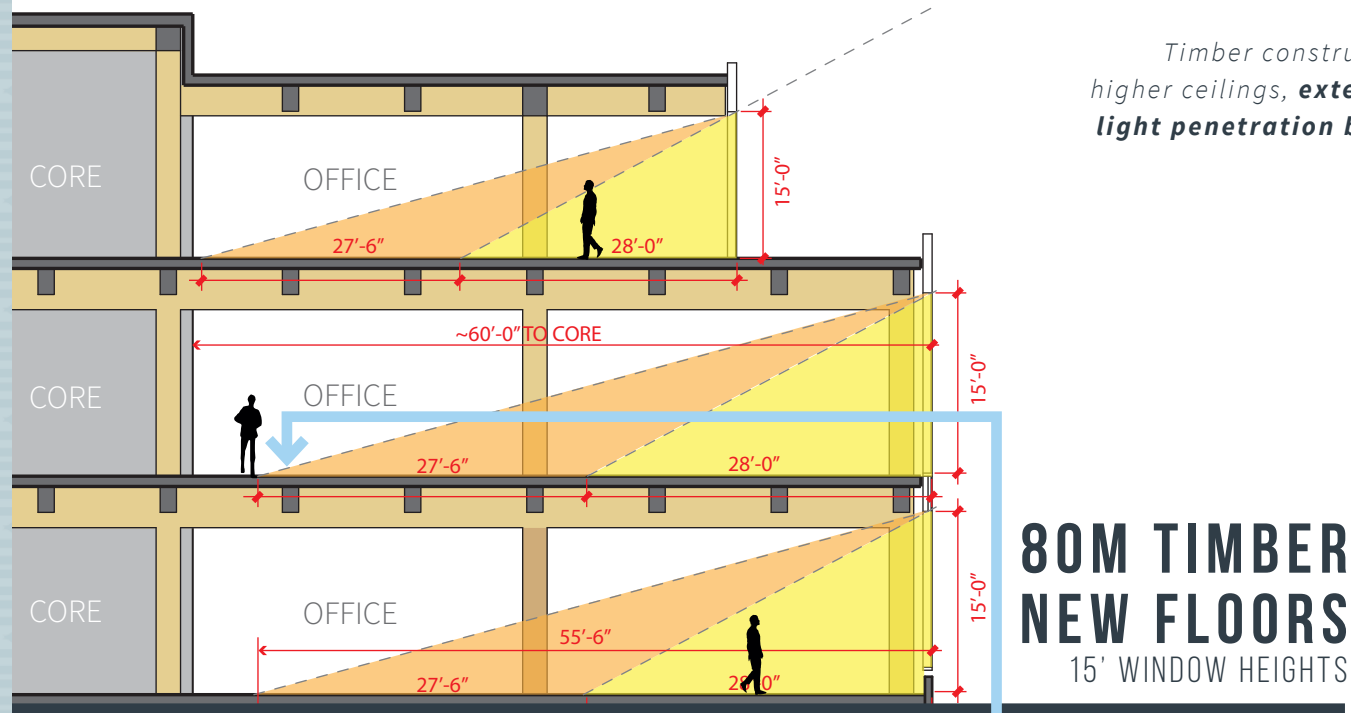 Timber constru
higher ceilings, exte
light penetration b
CORE
OFFICE
15’-0”
27’-6”
28’-0”
~60’-0” TO CORE
CORE
OFFICE
15’-0”
27’-6”
28’-0”
CORE
OFFICE
15’-0”
55’-6”
27’-6”
28’-0”
80M TIMBER
NEW FLOORS
15’ WINDOW HEIGHTS